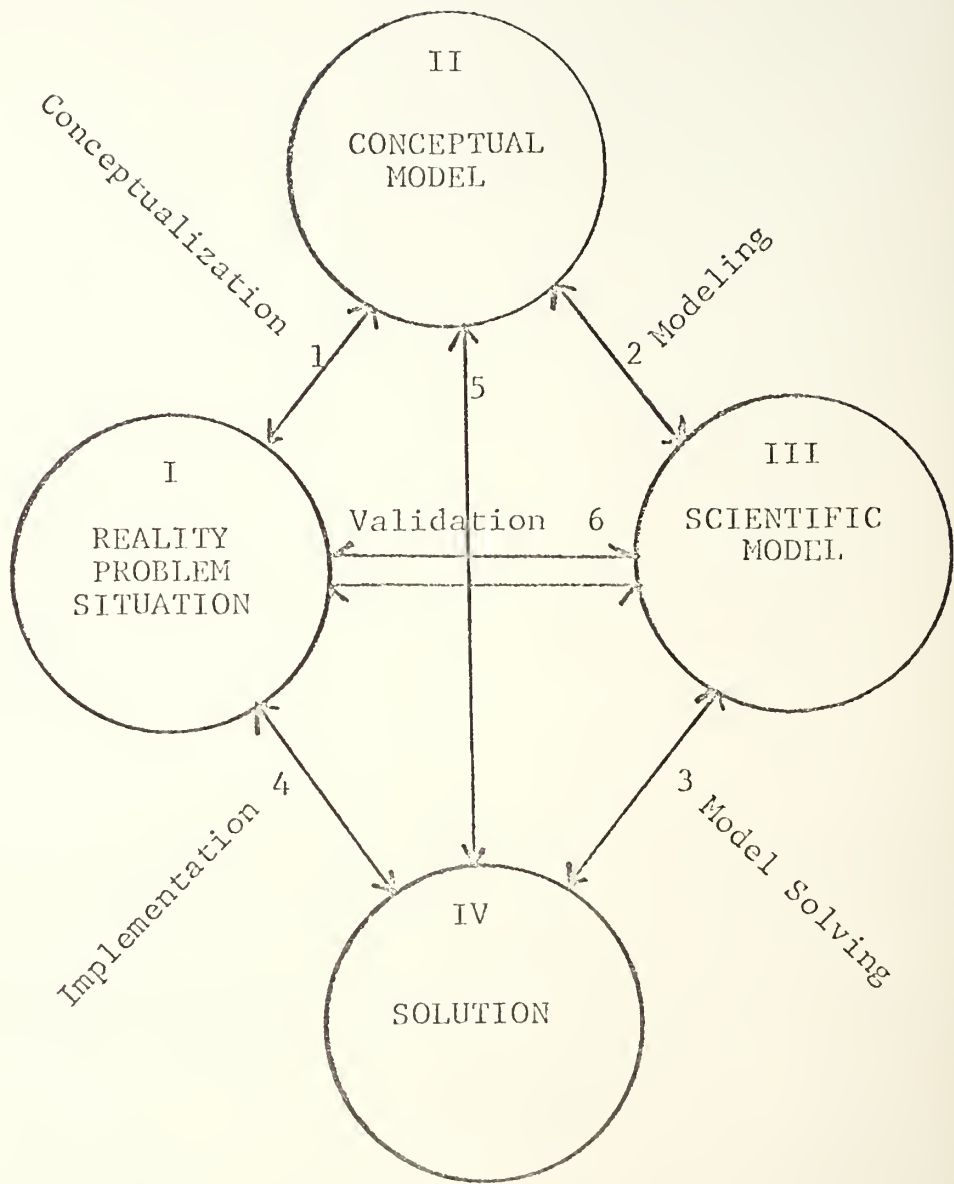 II
CONCEPTUAL
MODEL
Conceptualization
1
2 Modeling
5
I
REALITY
PROBLEM
SITUATION
Validation 6
III
SCIENTIFIC
MODEL
Implementation
4
3 Model Solving
IV
SOLUTION